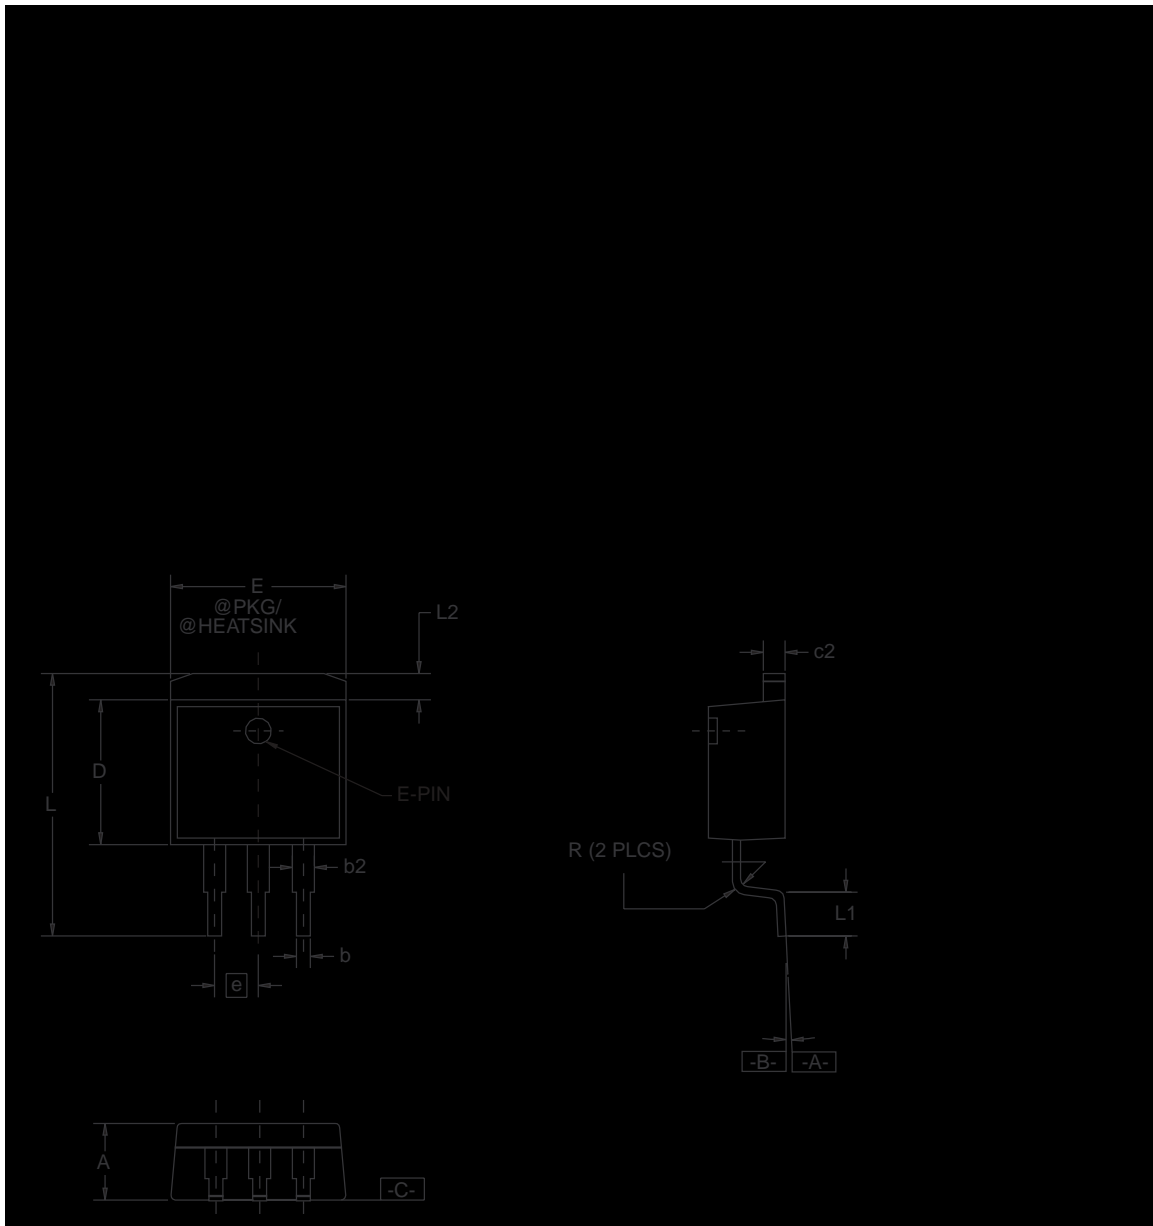 E
@PKG/
@HEATSINK
L2
c2
D
L
E-PIN
R (2 PLCS)
b2
L1
b
e
-B-
-A-
A
-C-